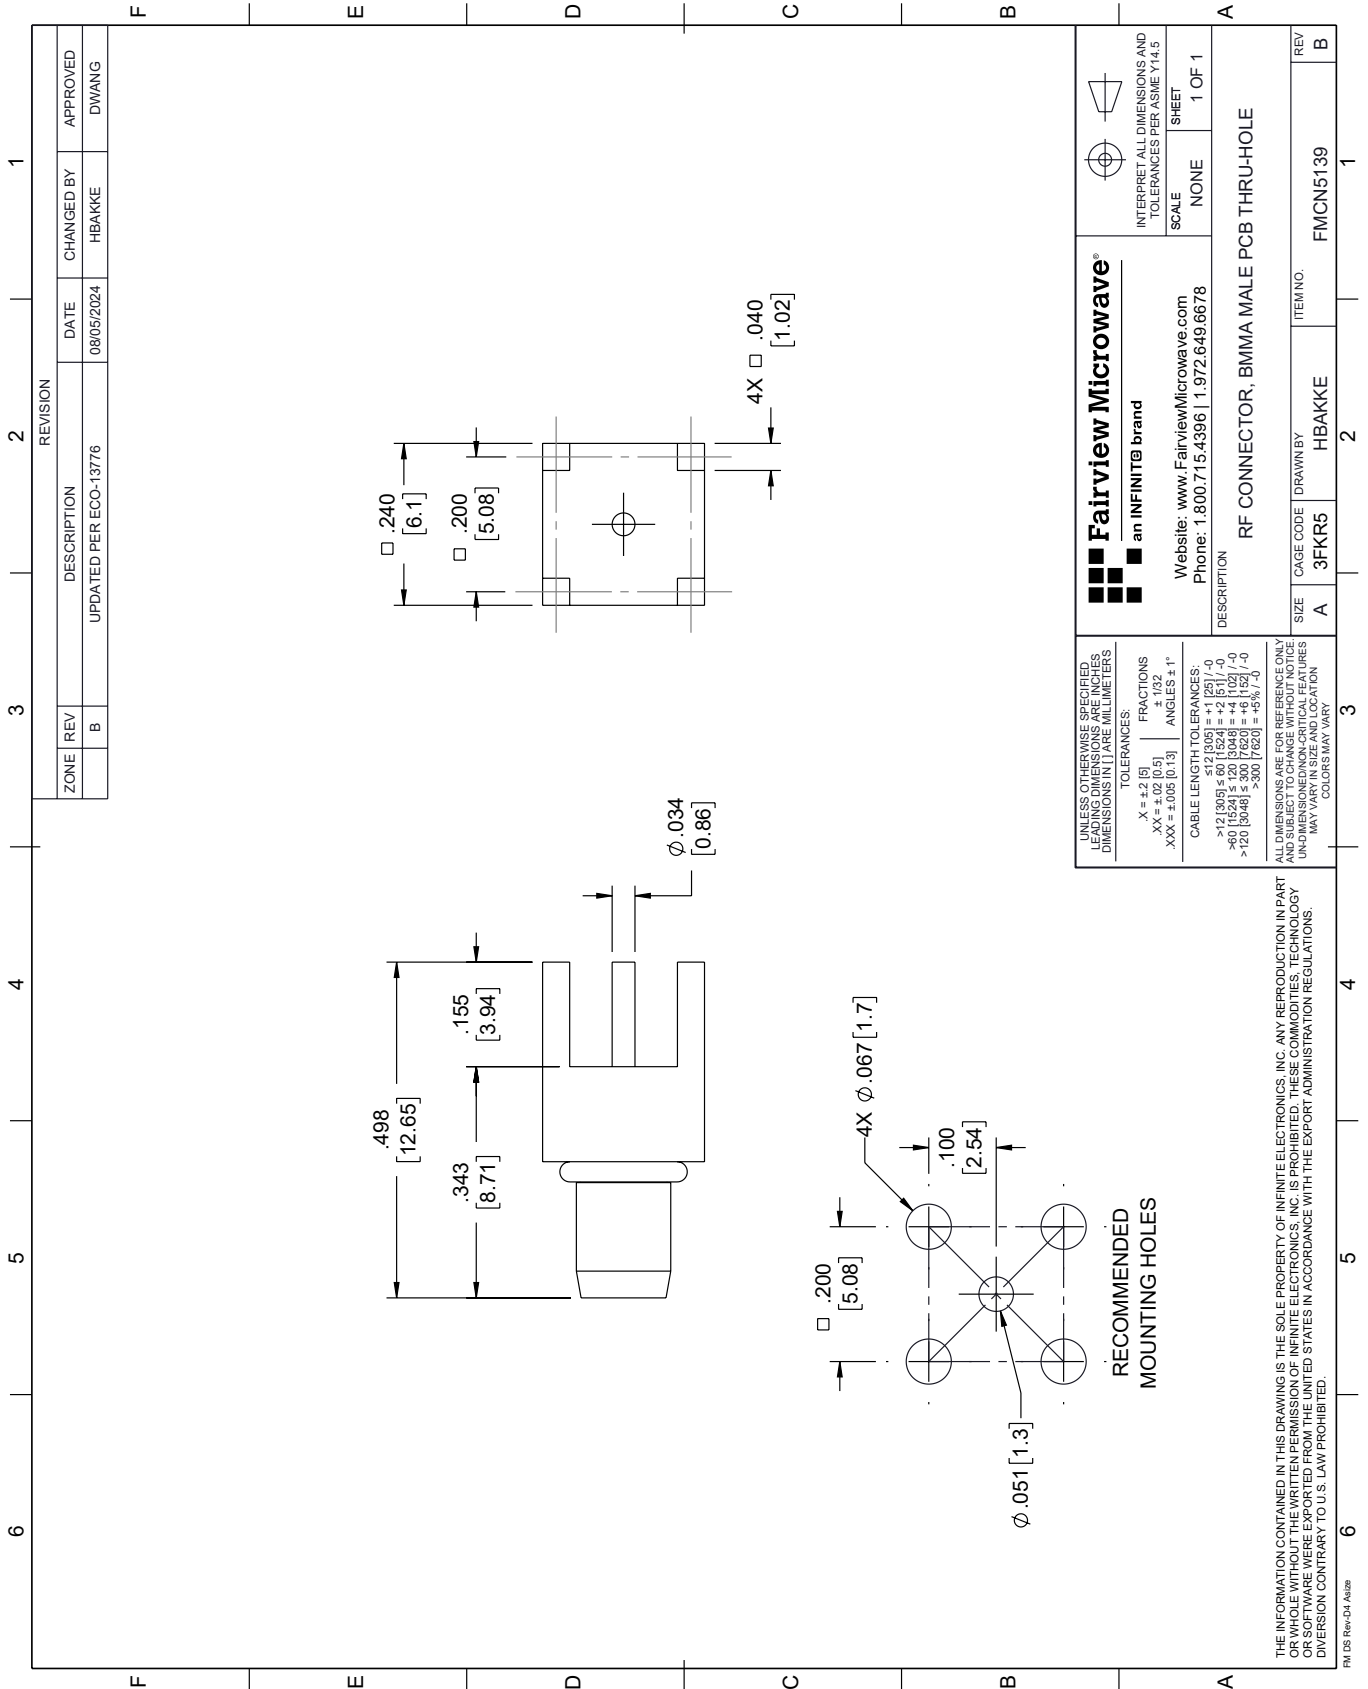 6
5
4
3
2
1
F
E
D
C
B
A
REVISION
ZONE REV DESCRIPTION DATE CHANGED BY APPROVED
B UPDATED PER ECO-13776 08/05/2024 HBAKKE DWANG
.498
[12.65]
.343
[8.71]
.155
[3.94]
Ø.034
[0.86]
□ .240
[6.1]
□ .200
[5.08]
4X □ .040
[1.02]
□ .200
[5.08]
4X Ø.067 [1.7]
.100
[2.54]
Ø.051 [1.3]
RECOMMENDED
MOUNTING HOLES
THE INFORMATION CONTAINED IN THIS DRAWING IS THE SOLE PROPERTY OF INFINITE ELECTRONICS, INC. ANY REPRODUCTION IN PART
OR WHOLE WITHOUT THE WRITTEN PERMISSION OF INFINITE ELECTRONICS, INC. IS PROHIBITED. THESE COMMODITIES, TECHNOLOGY
OR SOFTWARE WERE EXPORTED FROM THE UNITED STATES IN ACCORDANCE WITH THE EXPORT ADMINISTRATION REGULATIONS.
DIVERSION CONTRARY TO U.S. LAW PROHIBITED.
UNLESS OTHERWISE SPECIFIED
LEADING DIMENSIONS ARE INCHES
DIMENSIONS IN [ ] ARE MILLIMETERS
TOLERANCES:
.X = ±.2 [5]
.XX = ±.02 [0.5]
.XXX = ±.005 [0.13]
FRACTIONS
± 1/32
ANGLES ± 1°
CABLE LENGTH TOLERANCES:
≤12 [305] = +1 [25] / -0
>12 [305] ≤ 60 [1524] = +2 [51] / -0
>60 [1524] ≤ 120 [3048] = +4 [102] / -0
>120 [3048] ≤ 300 [7620] = +6 [152] / -0
>300 [7620] = +5% / -0
ALL DIMENSIONS ARE FOR REFERENCE ONLY
AND SUBJECT TO CHANGE WITHOUT NOTICE.
UN-DIMENSIONED/NON-CRITICAL FEATURES
MAY VARY IN SIZE AND LOCATION
COLORS MAY VARY
Fairview Microwave®
an INFINIT® brand
Website: www.FairviewMicrowave.com
Phone: 1.800.715.4396 | 1.972.649.6678
INTERPRET ALL DIMENSIONS AND
TOLERANCES PER ASME Y14.5
SCALE
NONE
SHEET
1 OF 1
DESCRIPTION
RF CONNECTOR, BMMA MALE PCB THRU-HOLE
SIZE
A
CAGE CODE
3FKR5
DRAWN BY
HBAKKE
ITEM NO.
FMCN5139
REV
B
F
E
D
C
B
A
6
5
4
3
2
1
FM DS Rev-D4 Asize